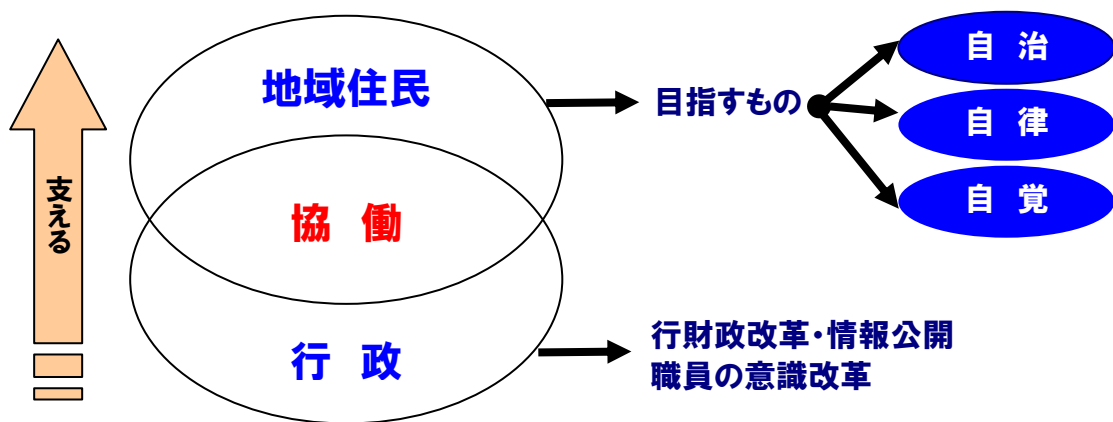 支える
地域住民
協 働
行 政
目指すもの
自 治
自 律
自 覚
行財政改革・情報公開
職員の意識改革